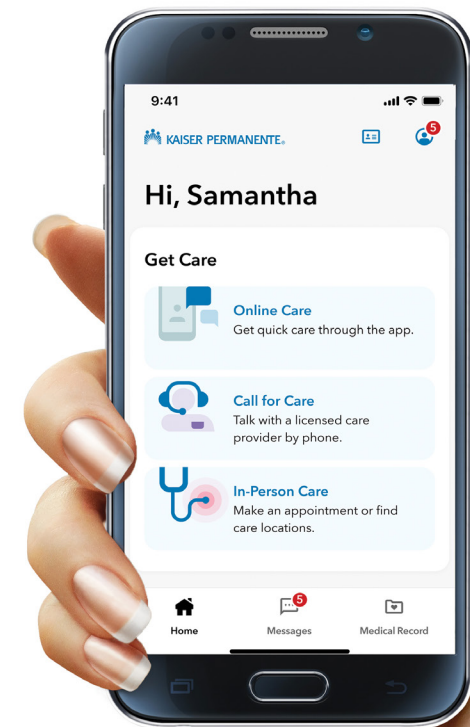 9:41
KAISER PERMANENTE®
5
Hi, Samantha
Get Care
Online Care
Get quick care through the app.
Call for Care
Talk with a licensed care
provider by phone.
In-Person Care
Make an appointment or find
care locations.
5
Home
Messages
Medical Record